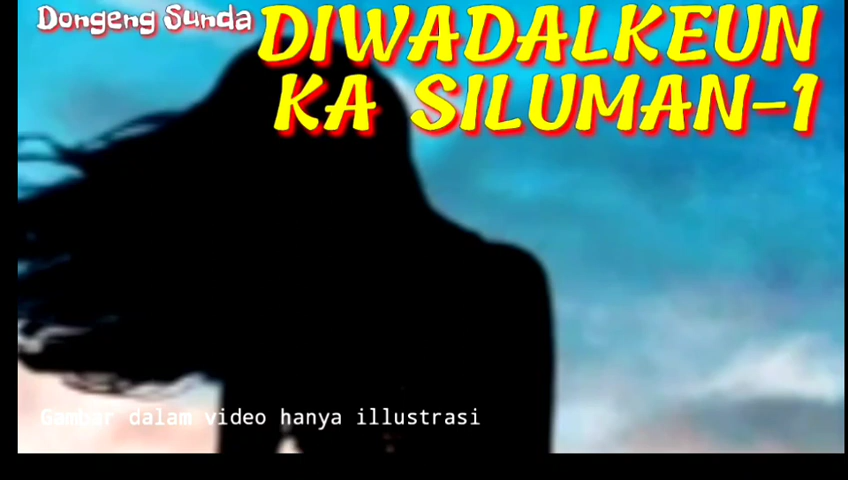 Dongeng Sunda
DIWADALKEUN
KA SILUMAN-1
Gambar dalam video hanya illustrasi